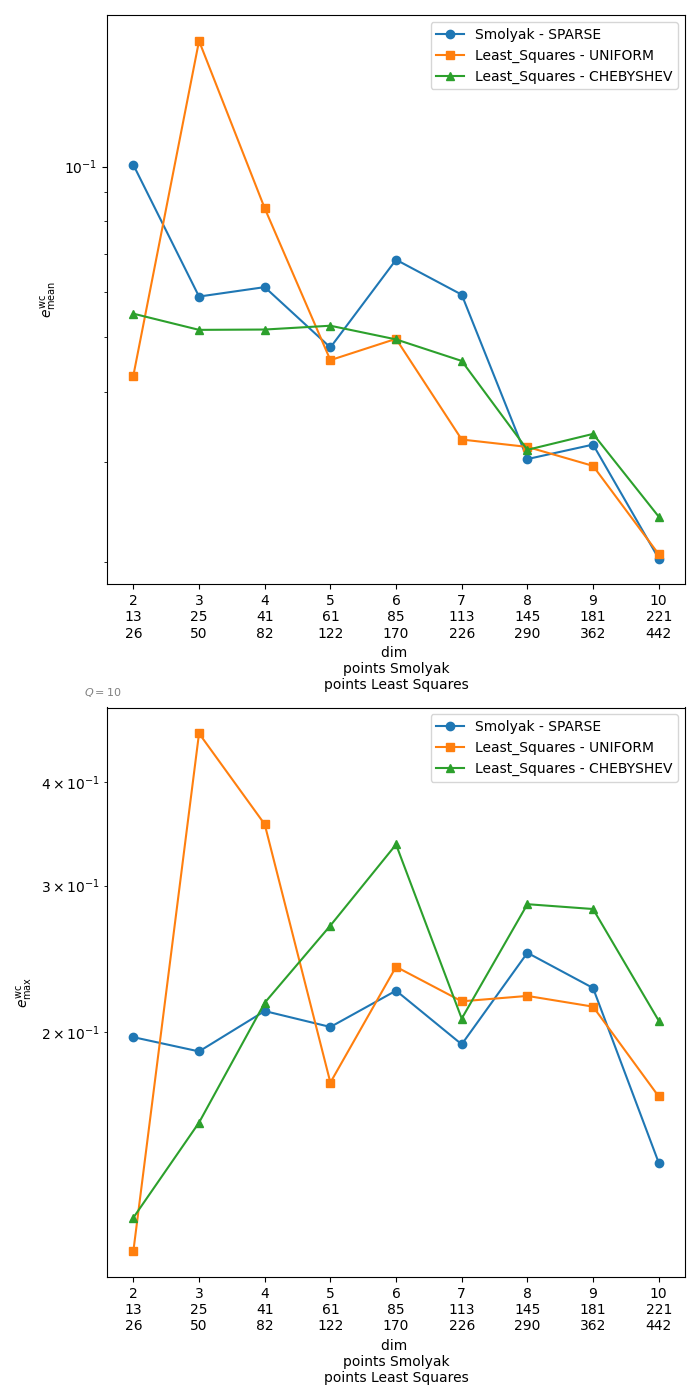 Smolyak - SPARSE
Least_Squares - UNIFORM
Least_Squares - CHEBYSHEV
10⁻¹
e^wc_mean
2 3 4 5 6 7 8 9 10
13 25 41 61 85 113 145 181 221
26 50 82 122 170 226 290 362 442
dim
points Smolyak
points Least Squares
Q = 10
Smolyak - SPARSE
Least_Squares - UNIFORM
Least_Squares - CHEBYSHEV
4 × 10⁻¹
3 × 10⁻¹
2 × 10⁻¹
e^wc_max
2 3 4 5 6 7 8 9 10
13 25 41 61 85 113 145 181 221
26 50 82 122 170 226 290 362 442
dim
points Smolyak
points Least Squares